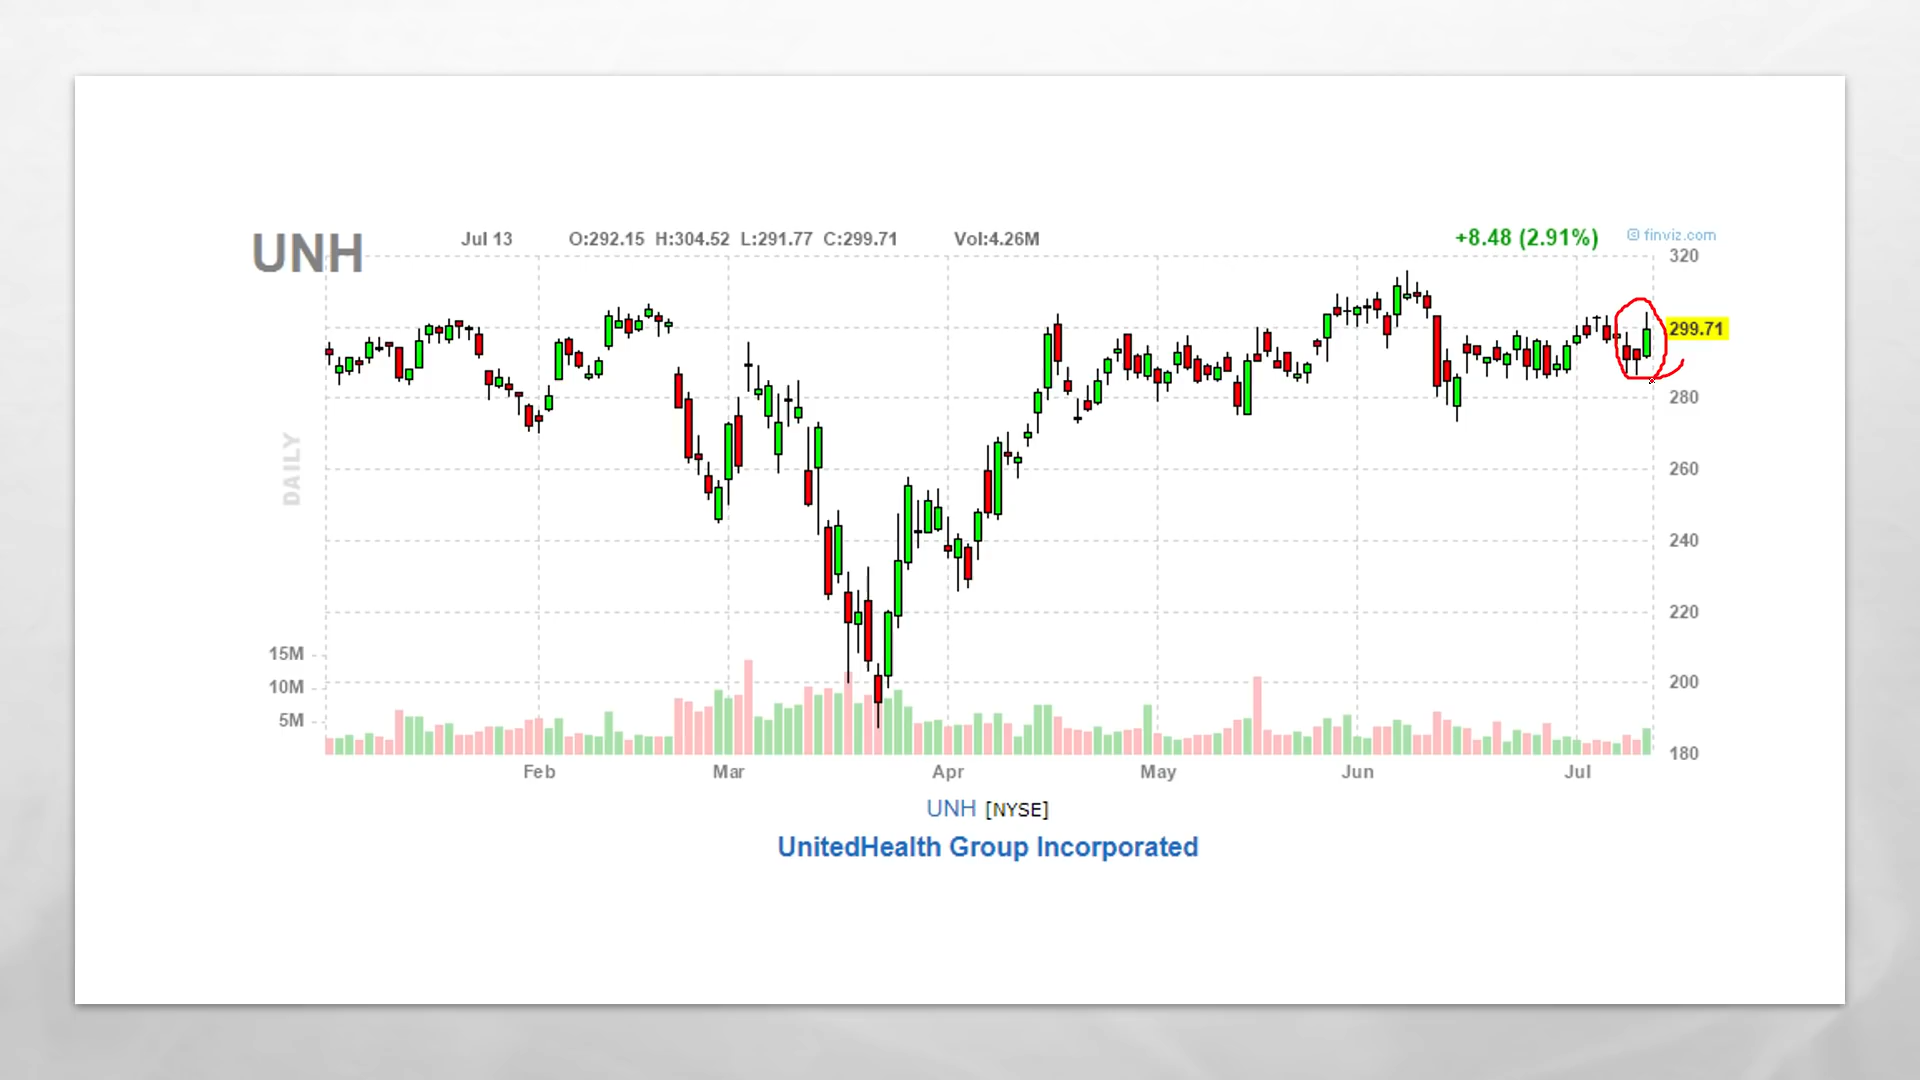 UNH Jul 13 O:292.15 H:304.52 L:291.77 C:299.71 Vol:4.26M +8.48 (2.91%) © finviz.com
320
299.71
280
260
240
220
200
180
DAILY
15M
10M
5M
Feb Mar Apr May Jun Jul
UNH [NYSE]
UnitedHealth Group Incorporated